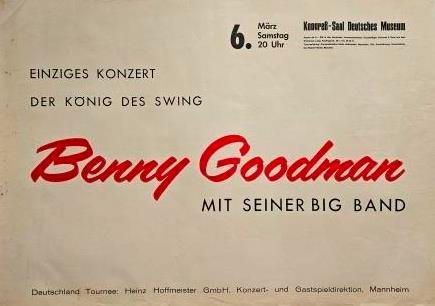 6. März
Samstag
20 Uhr
Kongreß-Saal Deutsches Museum
EINZIGES KONZERT
DER KÖNIG DES SWING
Benny Goodman
MIT SEINER BIG BAND
Deutschland Tournee: Heinz Hoffmeister GmbH, Konzert- und Gastspieldirektion, Mannheim